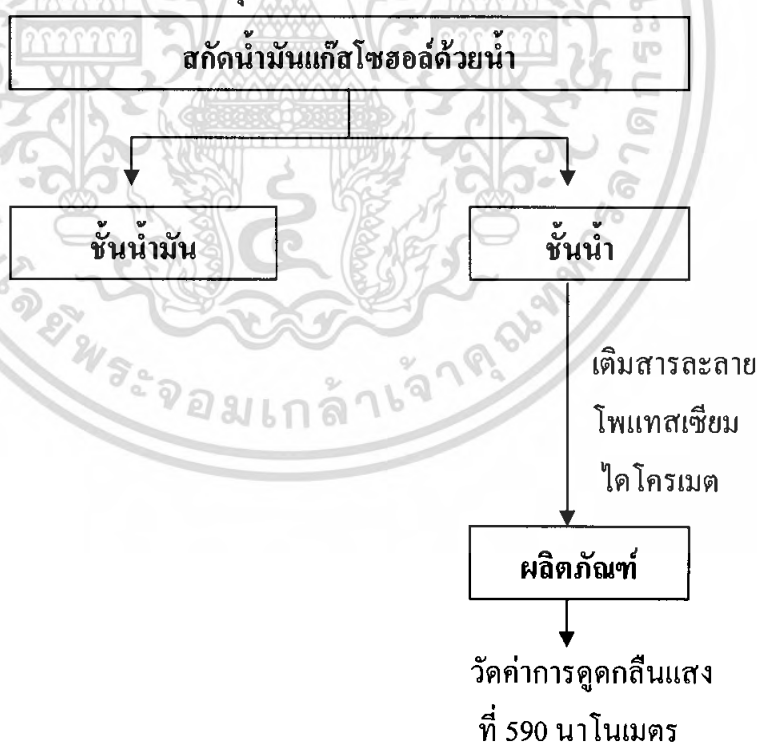 สกัดน้ำมันแก๊สโซฮอล์ด้วยน้ำ
ชั้นน้ำมัน
ชั้นน้ำ
เติมสารละลาย
โพแทสเซียม
ไดโครเมต
ผลิตภัณฑ์
วัดค่าการดูดกลืนแสง
ที่ 590 นาโนเมตร